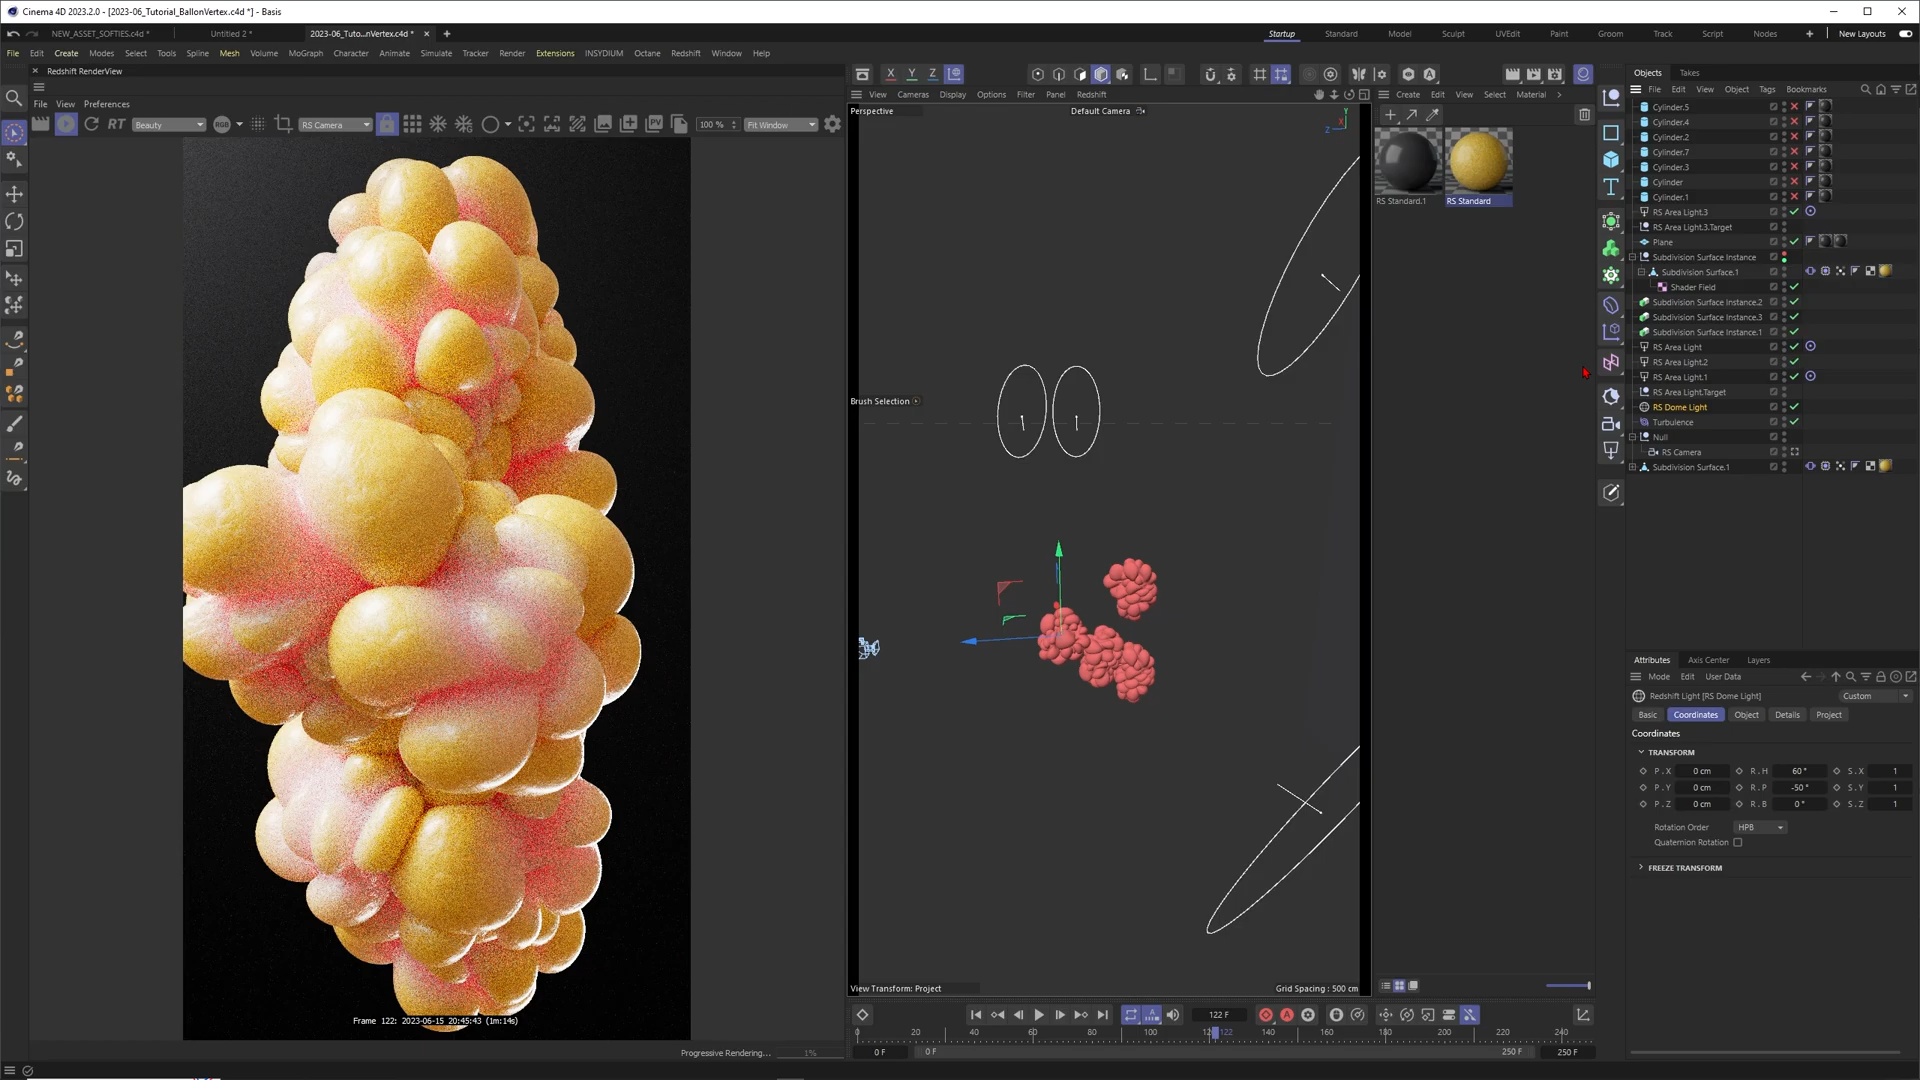 Cinema 4D 2023.2.0 - [2023-06_Tutorial_BallonVertex.c4d *] - Basis
NEW_ASSET_SOFTIES.c4d *
Untitled 2 *
2023-06_Tuto...nVertex.c4d *
Startup Standard Model Sculpt UVEdit Paint Groom Track Script Nodes New Layouts
File Edit Create Modes Select Tools Spline Mesh Volume MoGraph Character Animate Simulate Tracker Render Extensions INSYDIUM Octane Redshift Window Help
Redshift RenderView
File View Preferences
RT Beauty RGB RS Camera 100 % Fit Window
Frame 122: 2023-06-15 20:45:43 (1m:14s)
Progressive Rendering... 1%
X Y Z
View Cameras Display Options Filter Panel Redshift
Perspective
Default Camera
Y
X
Z
Brush Selection
View Transform: Project
Grid Spacing : 500 cm
122 F
0 20 40 60 80 100 122 140 160 180 200 220 240
0 F
0 F
250 F
250 F
Create Edit View Select Material
RS Standard.1
RS Standard
Objects Takes
File Edit View Object Tags Bookmarks
Cylinder.5
Cylinder.4
Cylinder.2
Cylinder.7
Cylinder.3
Cylinder
Cylinder.1
RS Area Light.3
RS Area Light.3.Target
Plane
Subdivision Surface Instance
Subdivision Surface.1
Shader Field
Subdivision Surface Instance.2
Subdivision Surface Instance.3
Subdivision Surface Instance.1
RS Area Light
RS Area Light.2
RS Area Light.1
RS Area Light.Target
RS Dome Light
Turbulence
Null
RS Camera
Subdivision Surface.1
Attributes Axis Center Layers
Mode Edit User Data
Redshift Light [RS Dome Light]
Custom
Basic Coordinates Object Details Project
Coordinates
TRANSFORM
P . X 0 cm R . H 60 ° S . X 1
P . Y 0 cm R . P -50 ° S . Y 1
P . Z 0 cm R . B 0 ° S . Z 1
Rotation Order HPB
Quaternion Rotation
FREEZE TRANSFORM